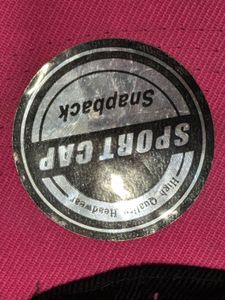 SPORT CAP
Snapback
High Quality Headwear